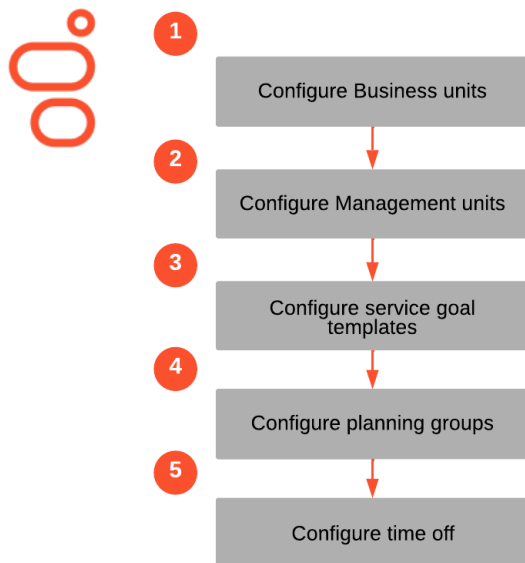 1
Configure Business units
2
Configure Management units
3
Configure service goal
templates
4
Configure planning groups
5
Configure time off